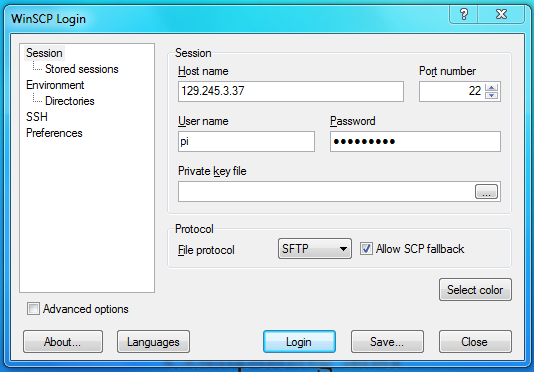 WinSCP Login
Session
Stored sessions
Environment
Directories
SSH
Preferences
Session
Host name
Port number
129.245.3.37
22
User name
Password
pi
●●●●●●●●●
Private key file
...
Protocol
File protocol
SFTP
Allow SCP fallback
Select color
Advanced options
About...
Languages
Login
Save...
Close